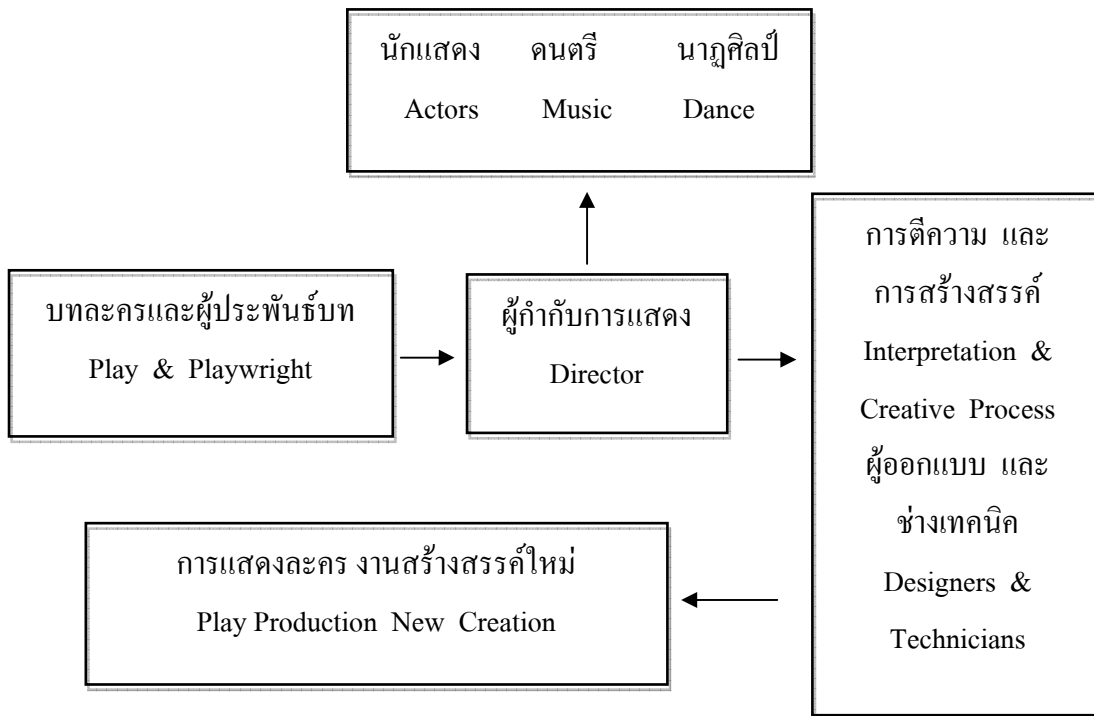 นักแสดง ดนตรี นาฏศิลป์
Actors Music Dance
บทละครและผู้ประพันธ์บท
Play & Playwright
ผู้กำกับการแสดง
Director
การตีความ และ
การสร้างสรรค์
Interpretation &
Creative Process
ผู้ออกแบบ และ
ช่างเทคนิค
Designers &
Technicians
การแสดงละคร งานสร้างสรรค์ใหม่
Play Production New Creation